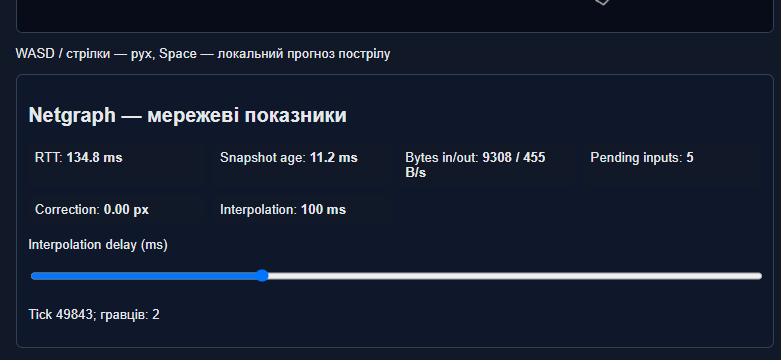 WASD / стрілки — рух, Space — локальний прогноз пострілу
Netgraph — мережеві показники
RTT: 134.8 ms
Snapshot age: 11.2 ms
Bytes in/out: 9308 / 455
B/s
Pending inputs: 5
Correction: 0.00 px
Interpolation: 100 ms
Interpolation delay (ms)
Tick 49843; гравців: 2